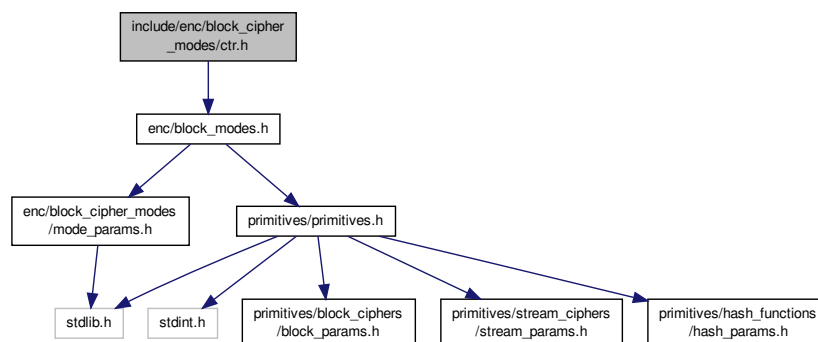 include/enc/block_cipher
_modes/ctr.h
enc/block_modes.h
enc/block_cipher_modes
/mode_params.h
primitives/primitives.h
stdlib.h
stdint.h
primitives/block_ciphers
/block_params.h
primitives/stream_ciphers
/stream_params.h
primitives/hash_functions
/hash_params.h